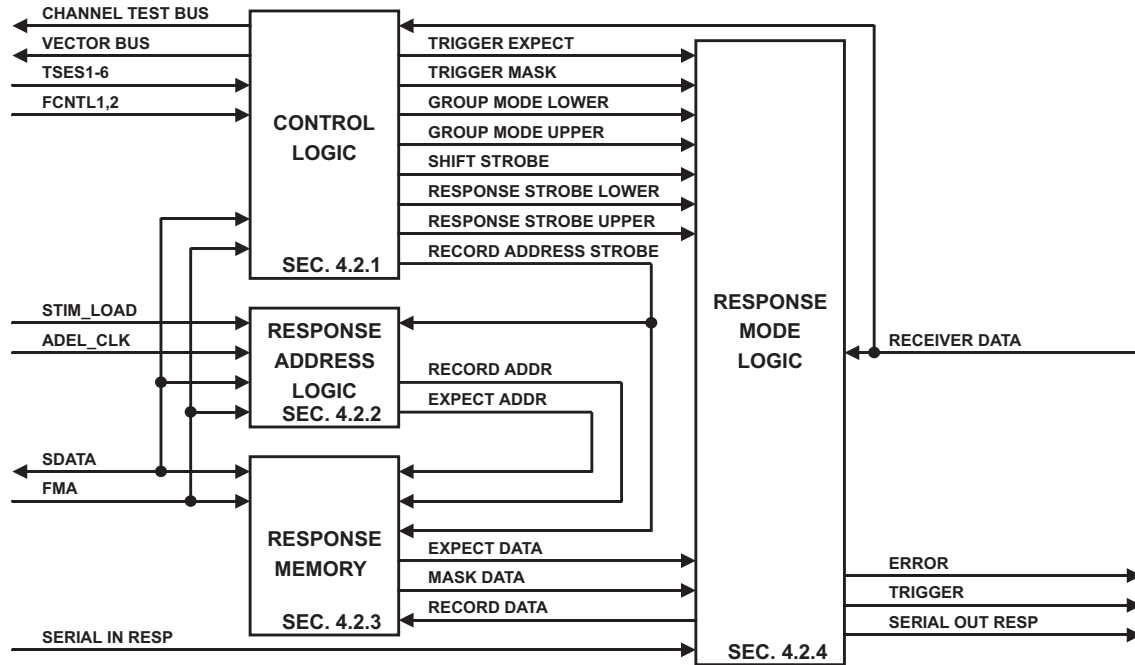 CHANNEL TEST BUS
VECTOR BUS
TSES1-6
FCNTL1,2
CONTROL
LOGIC
SEC. 4.2.1
TRIGGER EXPECT
TRIGGER MASK
GROUP MODE LOWER
GROUP MODE UPPER
SHIFT STROBE
RESPONSE STROBE LOWER
RESPONSE STROBE UPPER
RECORD ADDRESS STROBE
STIM_LOAD
ADEL_CLK
RESPONSE
ADDRESS
LOGIC
SEC. 4.2.2
RECORD ADDR
EXPECT ADDR
SDATA
FMA
RESPONSE
MEMORY
SEC. 4.2.3
EXPECT DATA
MASK DATA
RECORD DATA
SERIAL IN RESP
RESPONSE
MODE
LOGIC
SEC. 4.2.4
RECEIVER DATA
ERROR
TRIGGER
SERIAL OUT RESP